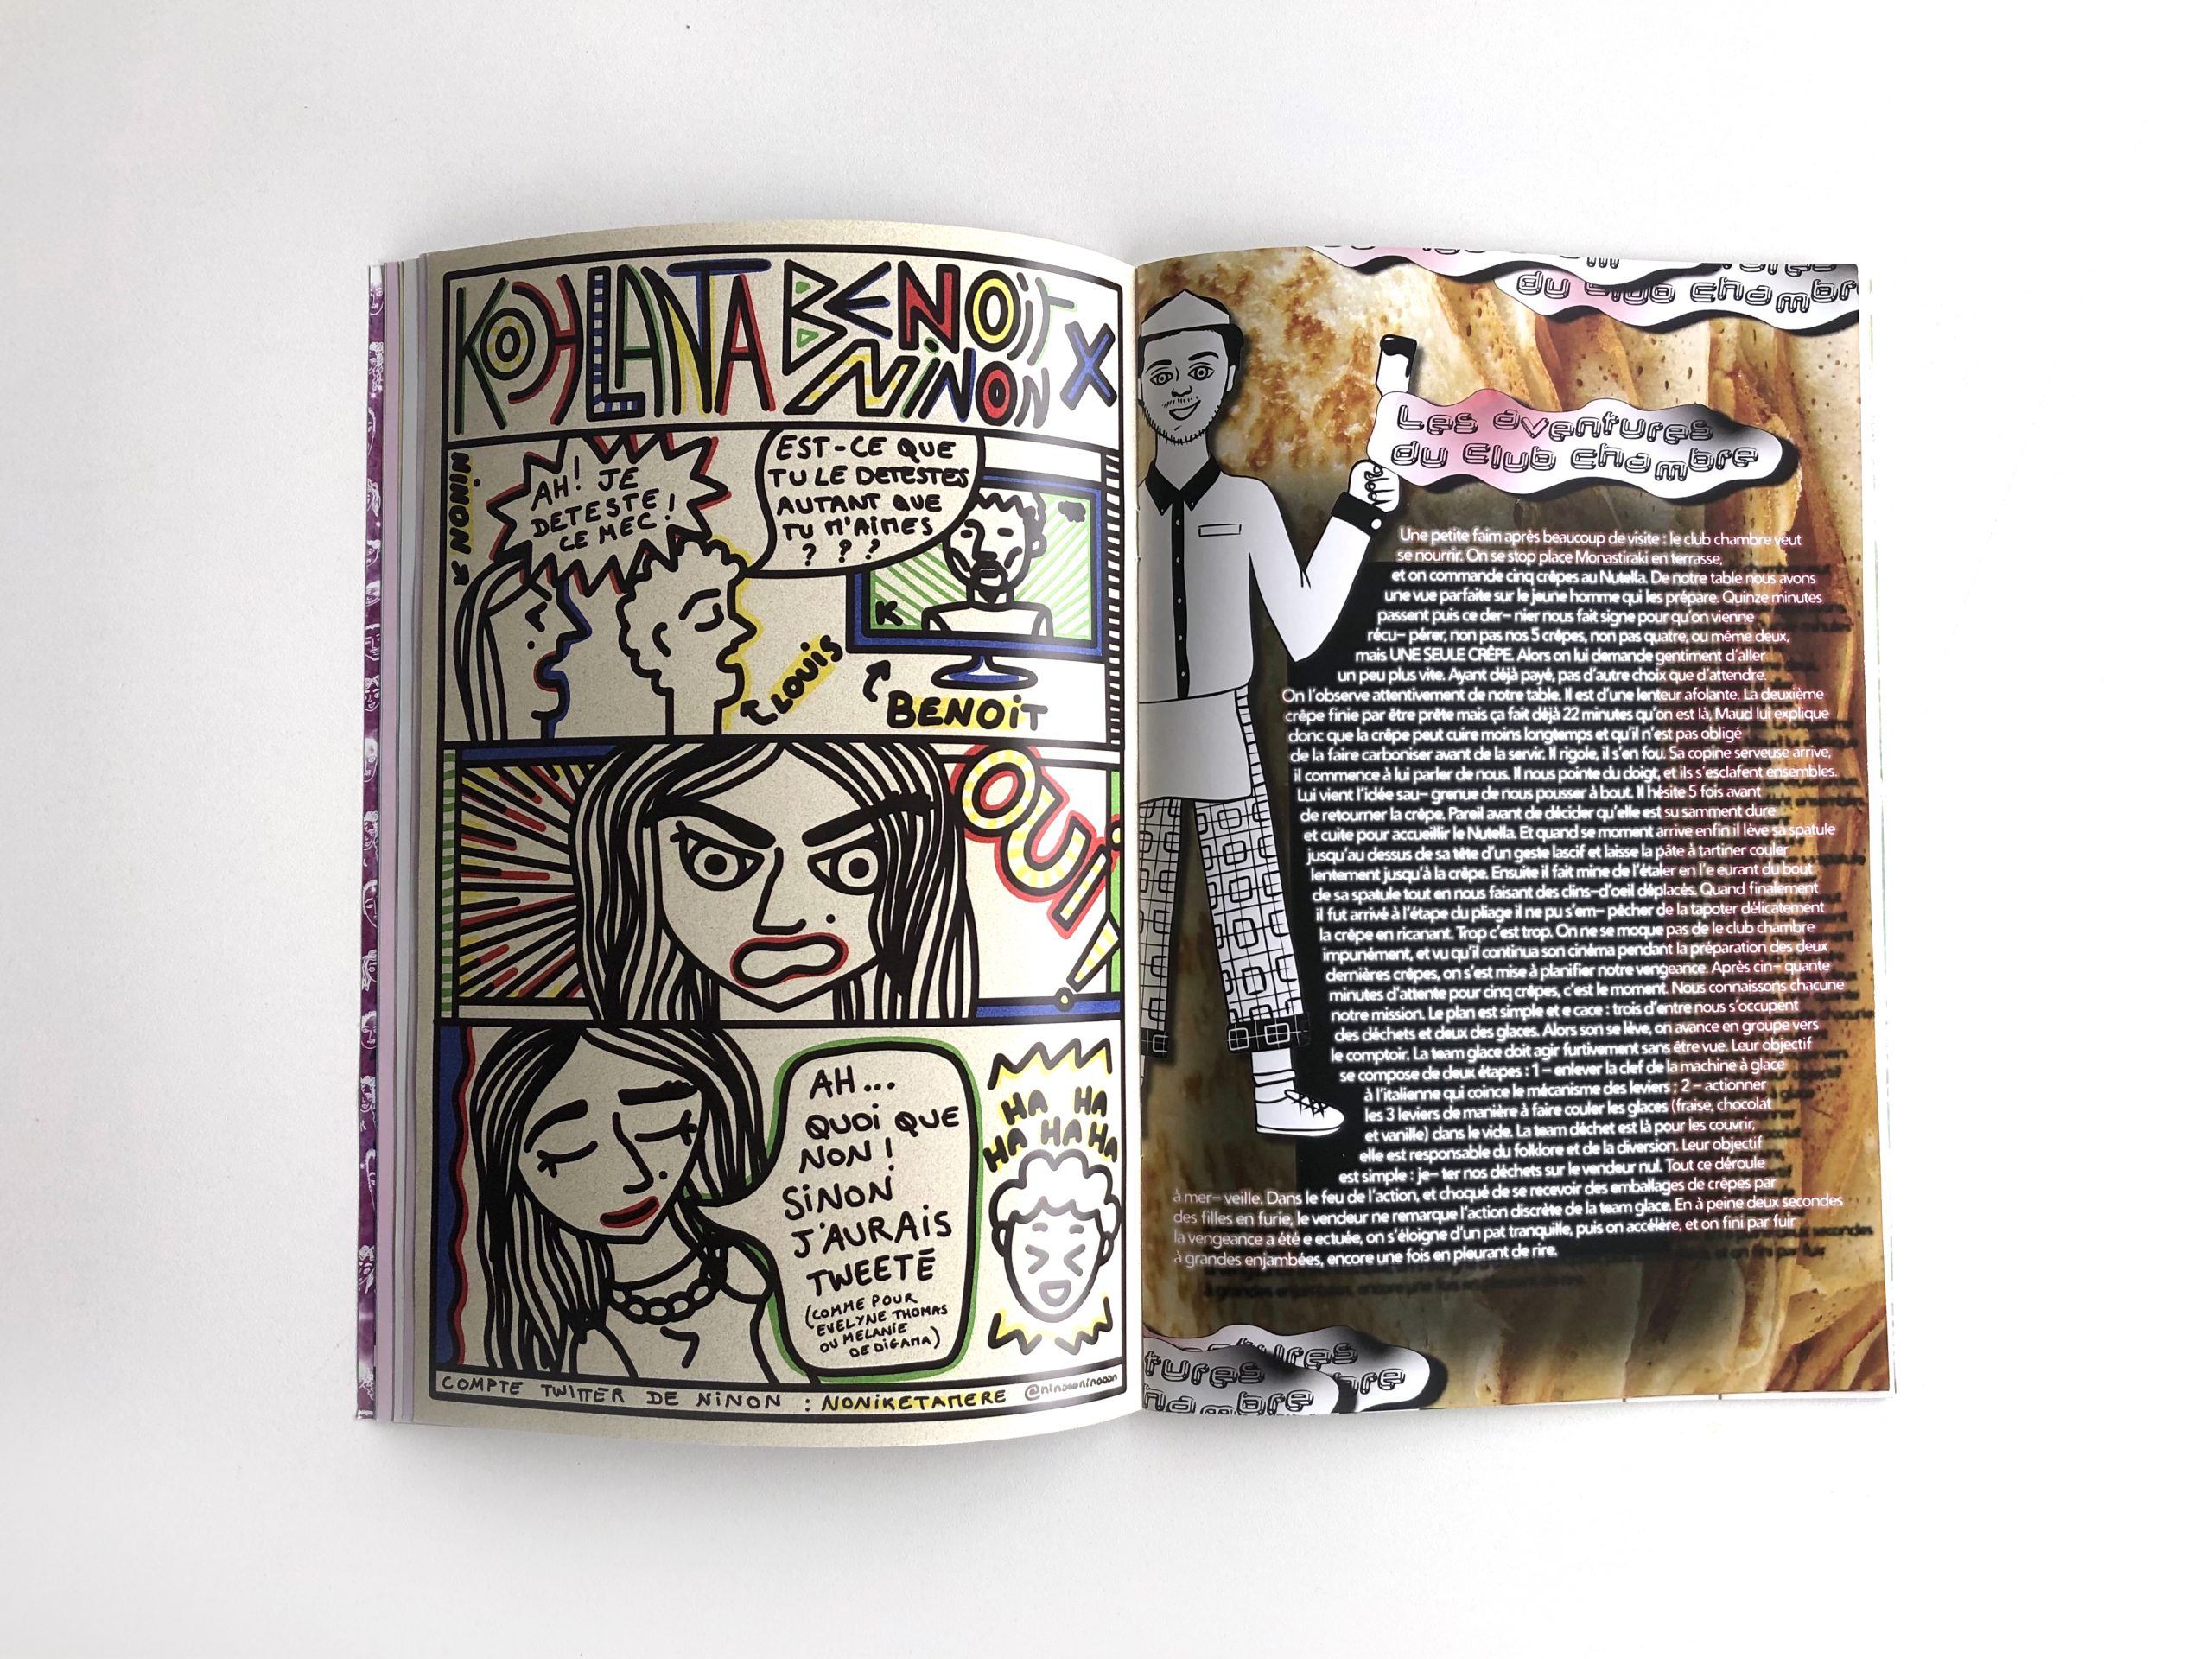 KOH LANTA BENOIT X
NINON
NINON
AH! JE
DETESTE!
CE MEC!
EST-CE QUE
TU LE DETESTES
AUTANT QUE
TU M'AIMES
? ? ?
K
LOUIS
BENOIT
OUI!
AH...
QUOI QUE
NON!
SINON
J'AURAIS
TWEETÉ
(COMME POUR
EVELYNE THOMAS
OU MELANIE
DE DIGAMA)
HA HA
HA HA HA
COMPTE TWITTER DE NINON : NONIKETAMERE @ninooninooon
du Club chambr
Les aventures
du Club chambre
Une petite faim après beaucoup de visite : le club chambre veut
se nourrir. On se stop place Monastiraki en terrasse,
et on commande cinq crêpes au Nutella. De notre table nous avons
une vue parfaite sur le jeune homme qui les prépare. Quinze minutes
passent puis ce der– nier nous fait signe pour qu'on vienne
récu– pérer, non pas nos 5 crêpes, non pas quatre, ou même deux,
mais UNE SEULE CRÊPE. Alors on lui demande gentiment d'aller
un peu plus vite. Ayant déjà payé, pas d'autre choix que d'attendre.
On l'observe attentivement de notre table. Il est d'une lenteur afolante. La deuxième
crêpe finie par être prête mais ça fait déjà 22 minutes qu'on est là, Maud lui explique
donc que la crêpe peut cuire moins longtemps et qu'il n'est pas obligé
de la faire carboniser avant de la servir. Il rigole, il s'en fou. Sa copine serveuse arrive,
il commence à lui parler de nous. Il nous pointe du doigt, et ils s'esclafent ensembles.
Lui vient l'idée sau– grenue de nous pousser à bout. Il hésite 5 fois avant
de retourner la crêpe. Pareil avant de décider qu'elle est su samment dure
et cuite pour accueillir le Nutella. Et quand se moment arrive enfin il lève sa spatule
jusqu'au dessus de sa tête d'un geste lascif et laisse la pâte à tartiner couler
lentement jusqu'à la crêpe. Ensuite il fait mine de l'étaler en l'e eurant du bout
de sa spatule tout en nous faisant des clins–d'oeil déplacés. Quand finalement
il fut arrivé à l'étape du pliage il ne pu s'em– pêcher de la tapoter délicatement
la crêpe en ricanant. Trop c'est trop. On ne se moque pas de le club chambre
impunément, et vu qu'il continua son cinéma pendant la préparation des deux
dernières crêpes, on s'est mise à planifier notre vengeance. Après cin– quante
minutes d'attente pour cinq crêpes, c'est le moment. Nous connaissons chacune
notre mission. Le plan est simple et e cace : trois d'entre nous s'occupent
des déchets et deux des glaces. Alors son se lève, on avance en groupe vers
le comptoir. La team glace doit agir furtivement sans être vue. Leur objectif
se compose de deux étapes : 1 – enlever la clef de la machine à glace
à l'italienne qui coince le mécanisme des leviers ; 2 – actionner
les 3 leviers de manière à faire couler les glaces (fraise, chocolat
et vanille) dans le vide. La team déchet est là pour les couvrir,
elle est responsable du folklore et de la diversion. Leur objectif
est simple : je– ter nos déchets sur le vendeur nul. Tout ce déroule
à mer– veille. Dans le feu de l'action, et choqué de se recevoir des emballages de crêpes par
des filles en furie, le vendeur ne remarque l'action discrète de la team glace. En à peine deux secondes
la vengeance a été e ectuée, on s'éloigne d'un pat tranquille, puis on accélère, et on fini par fuir
à grandes enjambées, encore une fois en pleurant de rire.
tures